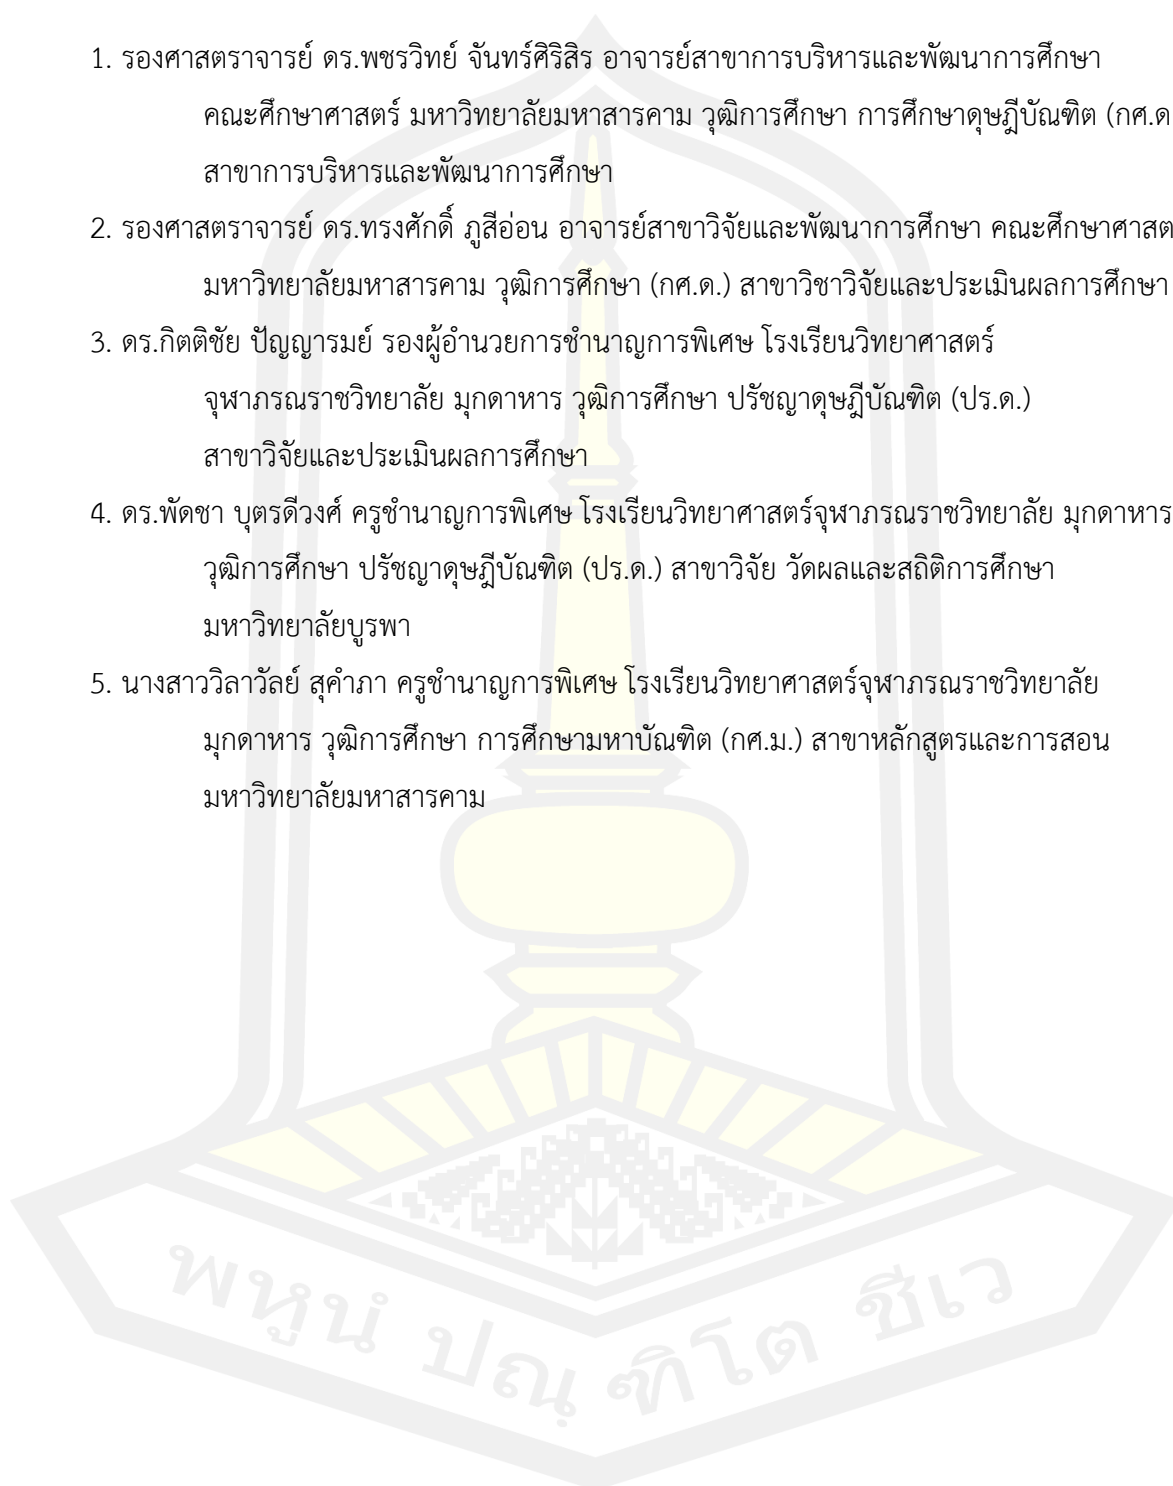 1. รองศาสตราจารย์ ดร.พชรวิทย์ จันทร์ศิริสิร อาจารย์สาขาการบริหารและพัฒนาการศึกษา
คณะศึกษาศาสตร์ มหาวิทยาลัยมหาสารคาม วุฒิการศึกษา การศึกษาดุษฎีบัณฑิต (กศ.ด
สาขาการบริหารและพัฒนาการศึกษา
2. รองศาสตราจารย์ ดร.ทรงศักดิ์ ภูสีอ่อน อาจารย์สาขาวิจัยและพัฒนาการศึกษา คณะศึกษาศาสต
มหาวิทยาลัยมหาสารคาม วุฒิการศึกษา (กศ.ด.) สาขาวิชาวิจัยและประเมินผลการศึกษา
3. ดร.กิตติชัย ปัญญารมย์ รองผู้อำนวยการชำนาญการพิเศษ โรงเรียนวิทยาศาสตร์
จุฬาภรณราชวิทยาลัย มุกดาหาร วุฒิการศึกษา ปรัชญาดุษฎีบัณฑิต (ปร.ด.)
สาขาวิจัยและประเมินผลการศึกษา
4. ดร.พัดชา บุตรดีวงศ์ ครูชำนาญการพิเศษ โรงเรียนวิทยาศาสตร์จุฬาภรณราชวิทยาลัย มุกดาหาร
วุฒิการศึกษา ปรัชญาดุษฎีบัณฑิต (ปร.ด.) สาขาวิจัย วัดผลและสถิติการศึกษา
มหาวิทยาลัยบูรพา
5. นางสาววิลาวัลย์ สุคำภา ครูชำนาญการพิเศษ โรงเรียนวิทยาศาสตร์จุฬาภรณราชวิทยาลัย
มุกดาหาร วุฒิการศึกษา การศึกษามหาบัณฑิต (กศ.ม.) สาขาหลักสูตรและการสอน
มหาวิทยาลัยมหาสารคาม
พหูนํ ปณฺ ฑิโต ชีเว